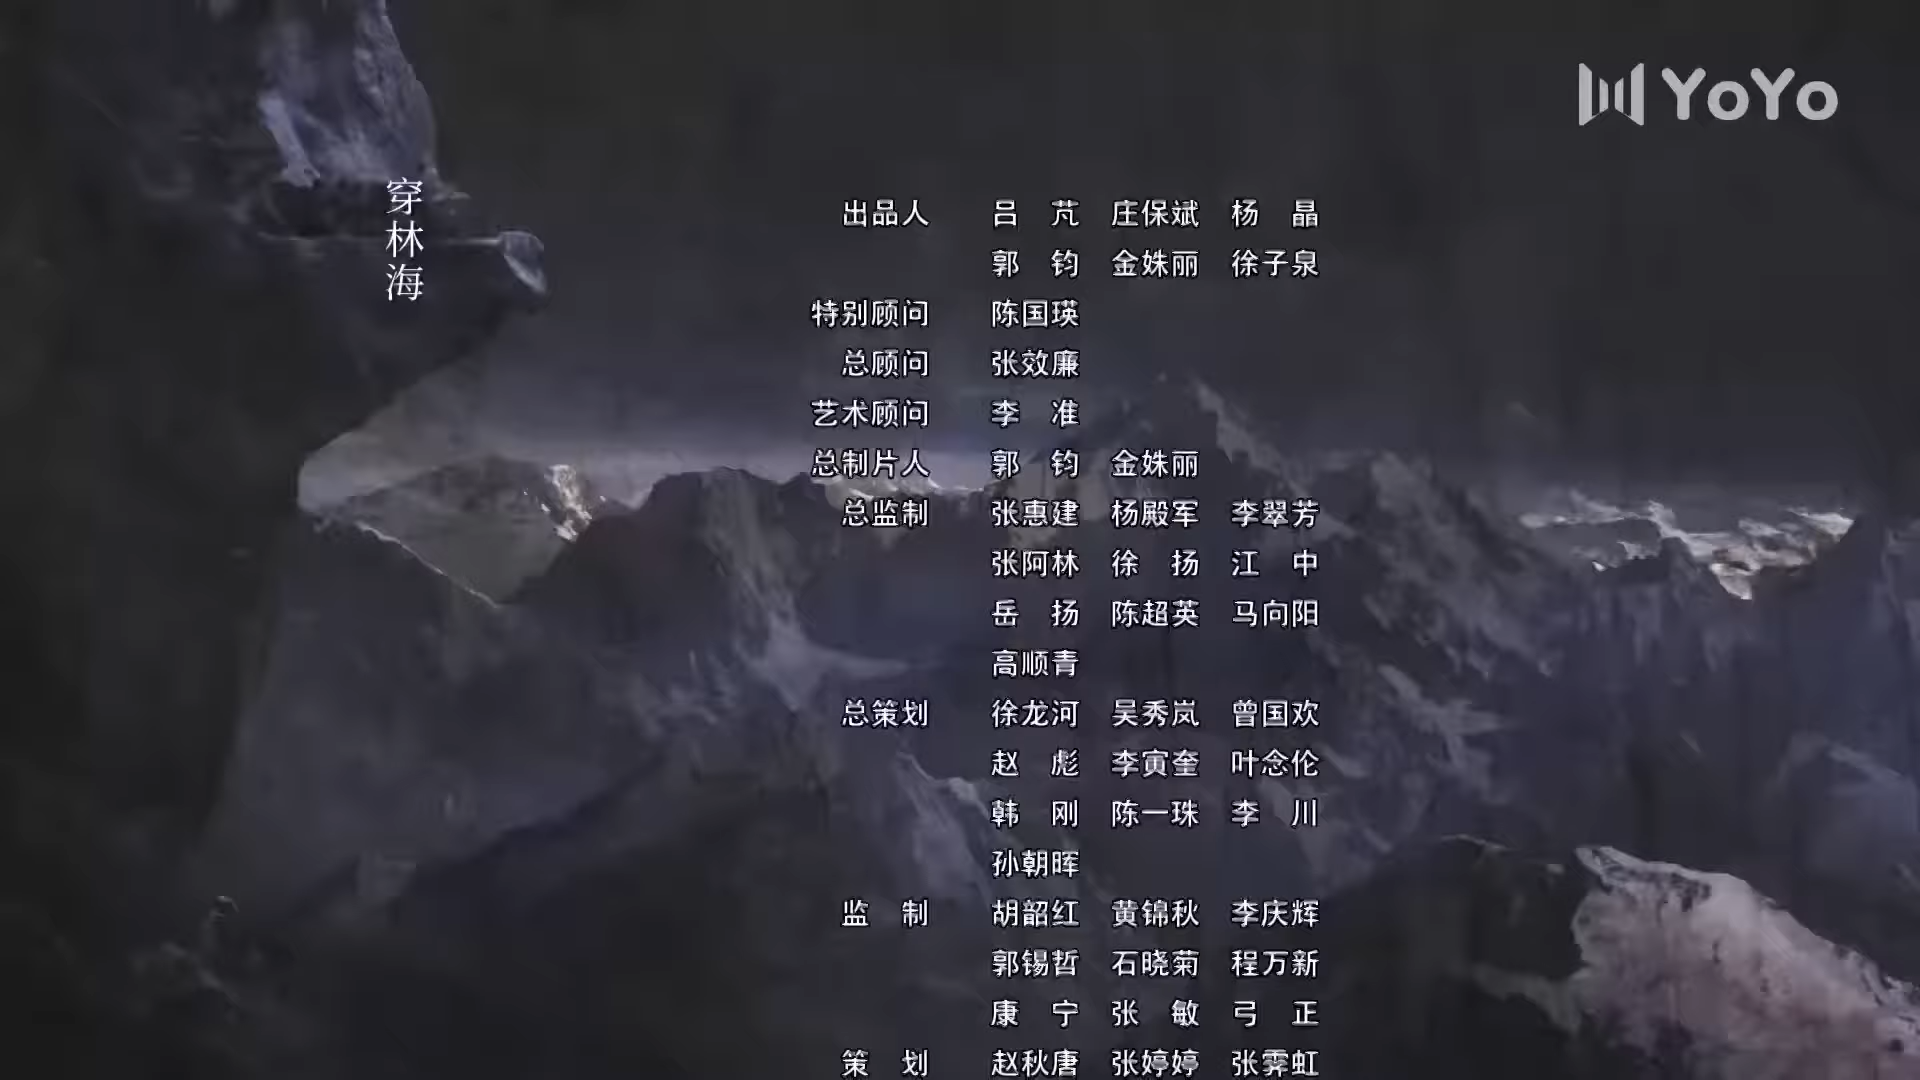 YoYo
穿林海
出品人 吕 芃 庄保斌 杨 晶
郭 钧 金姝丽 徐子泉
特别顾问 陈国瑛
总顾问 张效廉
艺术顾问 李 准
总制片人 郭 钧 金姝丽
总监制 张惠建 杨殿军 李翠芳
张阿林 徐 扬 江 中
岳 扬 陈超英 马向阳
高顺青
总策划 徐龙河 吴秀岚 曾国欢
赵 彪 李寅奎 叶念伦
韩 刚 陈一珠 李 川
孙朝晖
监 制 胡韶红 黄锦秋 李庆辉
郭锡哲 石晓菊 程万新
康 宁 张 敏 弓 正
策 划 赵秋唐 张婷婷 张霁虹